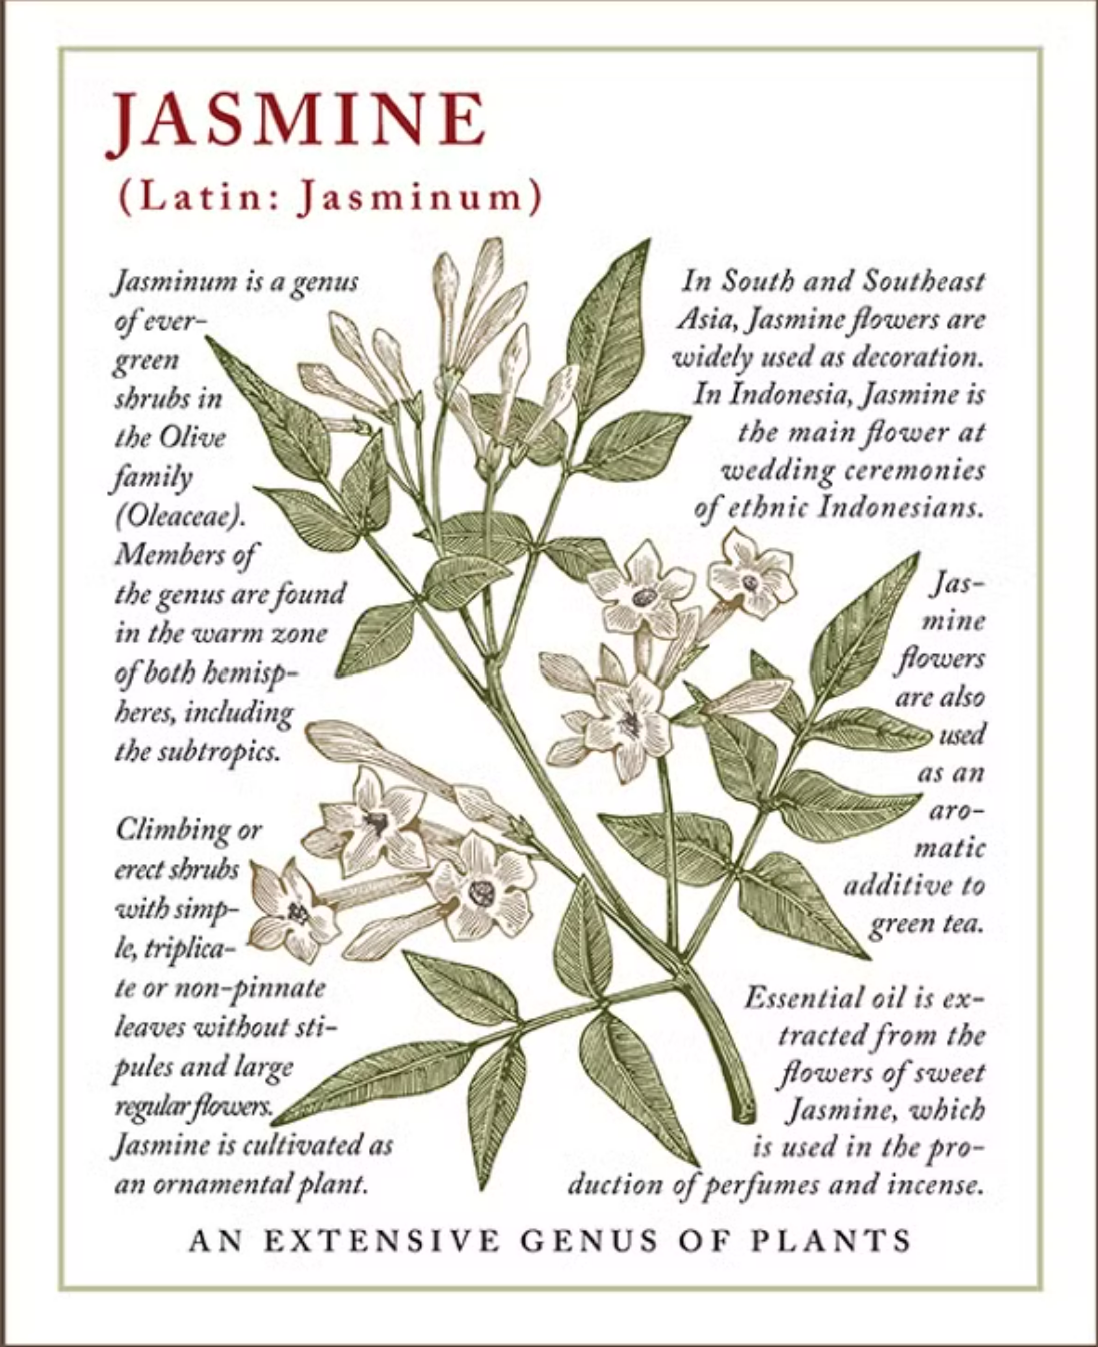 JASMINE
(Latin: Jasminum)
Jasminum is a genus
of ever-
green
shrubs in
the Olive
family
(Oleaceae).
Members of
the genus are found
in the warm zone
of both hemisp-
heres, including
the subtropics.
Climbing or
erect shrubs
with simp-
le, triplica-
te or non-pinnate
leaves without sti-
pules and large
regular flowers.
Jasmine is cultivated as
an ornamental plant.
In South and Southeast
Asia, Jasmine flowers are
widely used as decoration.
In Indonesia, Jasmine is
the main flower at
wedding ceremonies
of ethnic Indonesians.
Jas-
mine
flowers
are also
used
as an
aro-
matic
additive to
green tea.
Essential oil is ex-
tracted from the
flowers of sweet
Jasmine, which
is used in the pro-
duction of perfumes and incense.
AN EXTENSIVE GENUS OF PLANTS